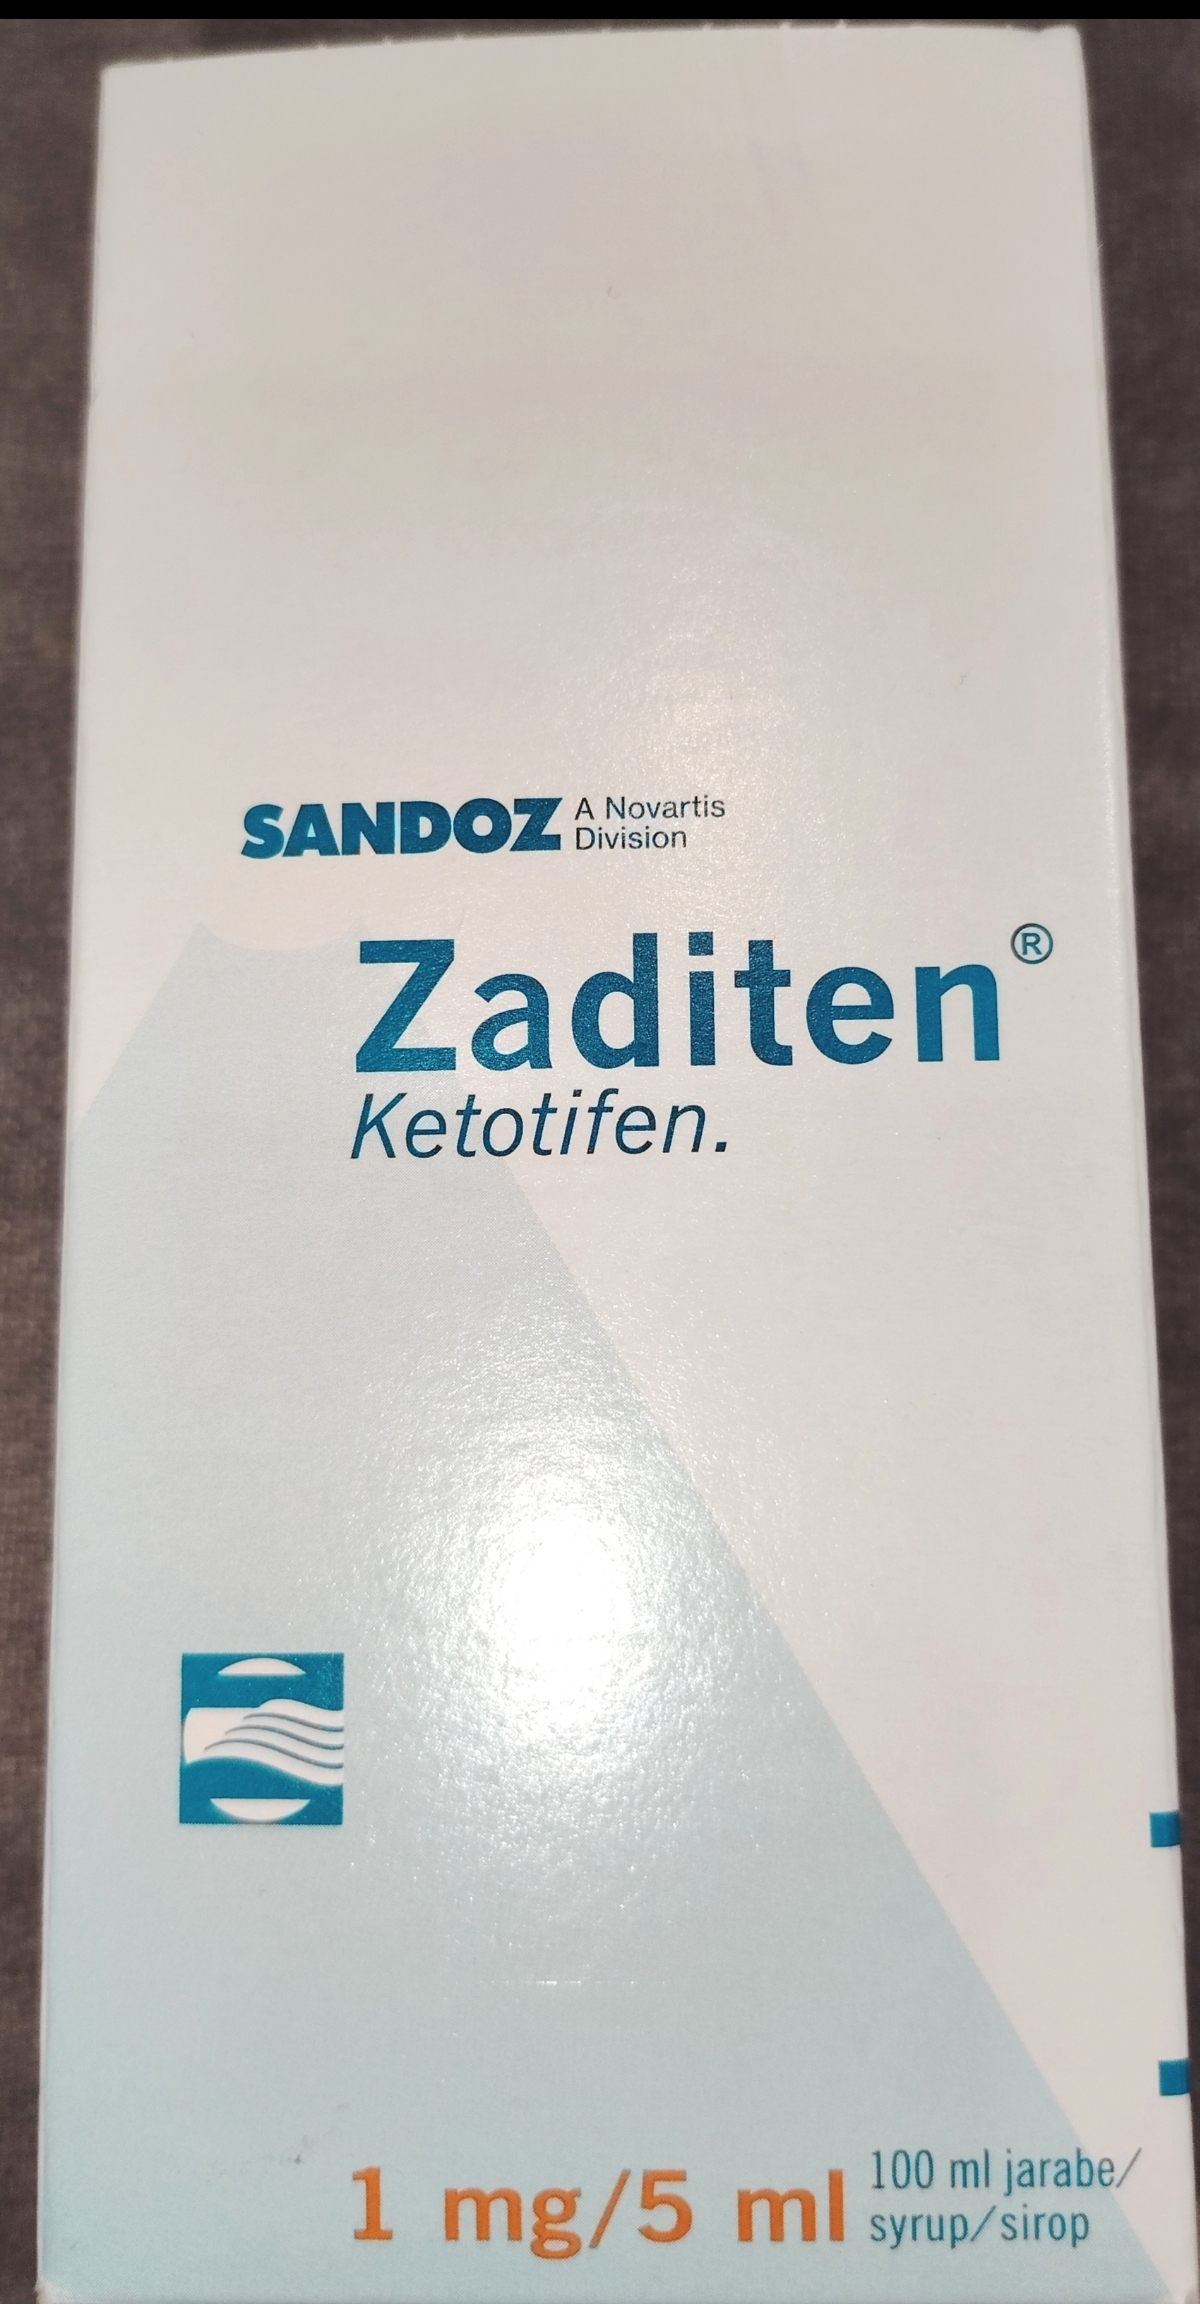 SANDOZ A Novartis
Division
Zaditen®
Ketotifen.
1 mg/5 ml 100 ml jarabe/
syrup/sirop